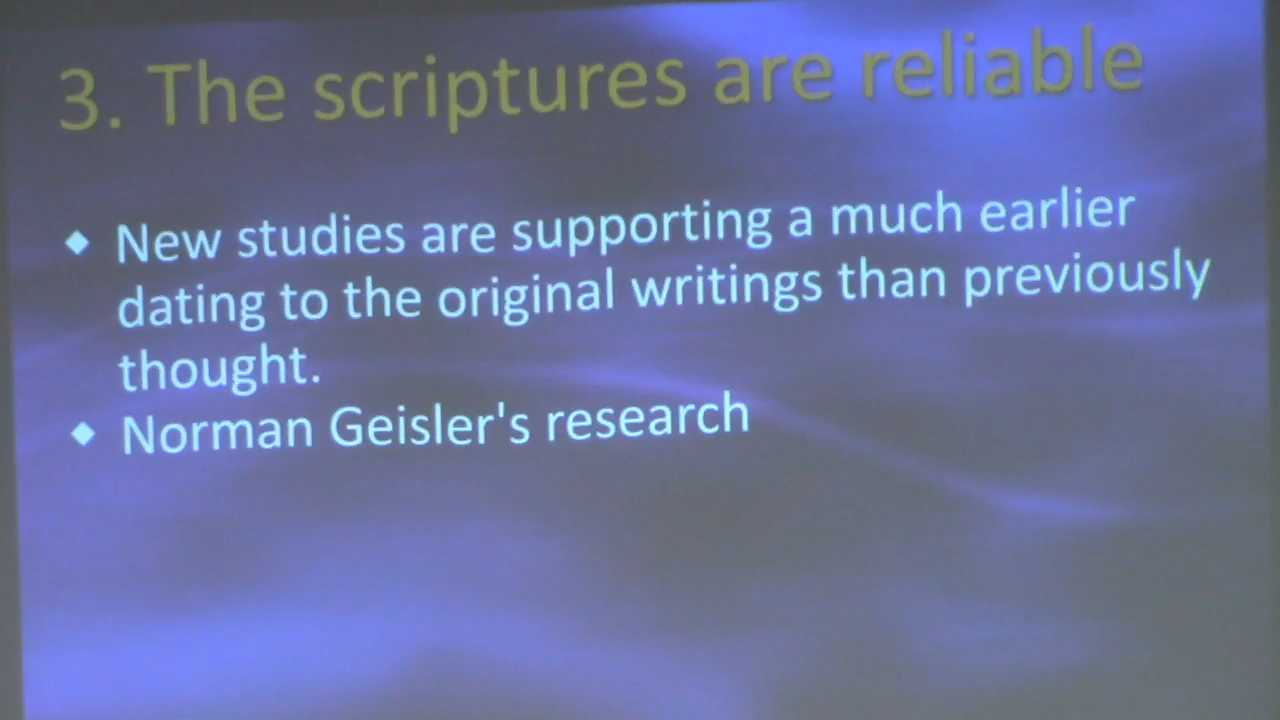 3. The scriptures are reliable
◆ New studies are supporting a much earlier
dating to the original writings than previously
thought.
◆ Norman Geisler's research